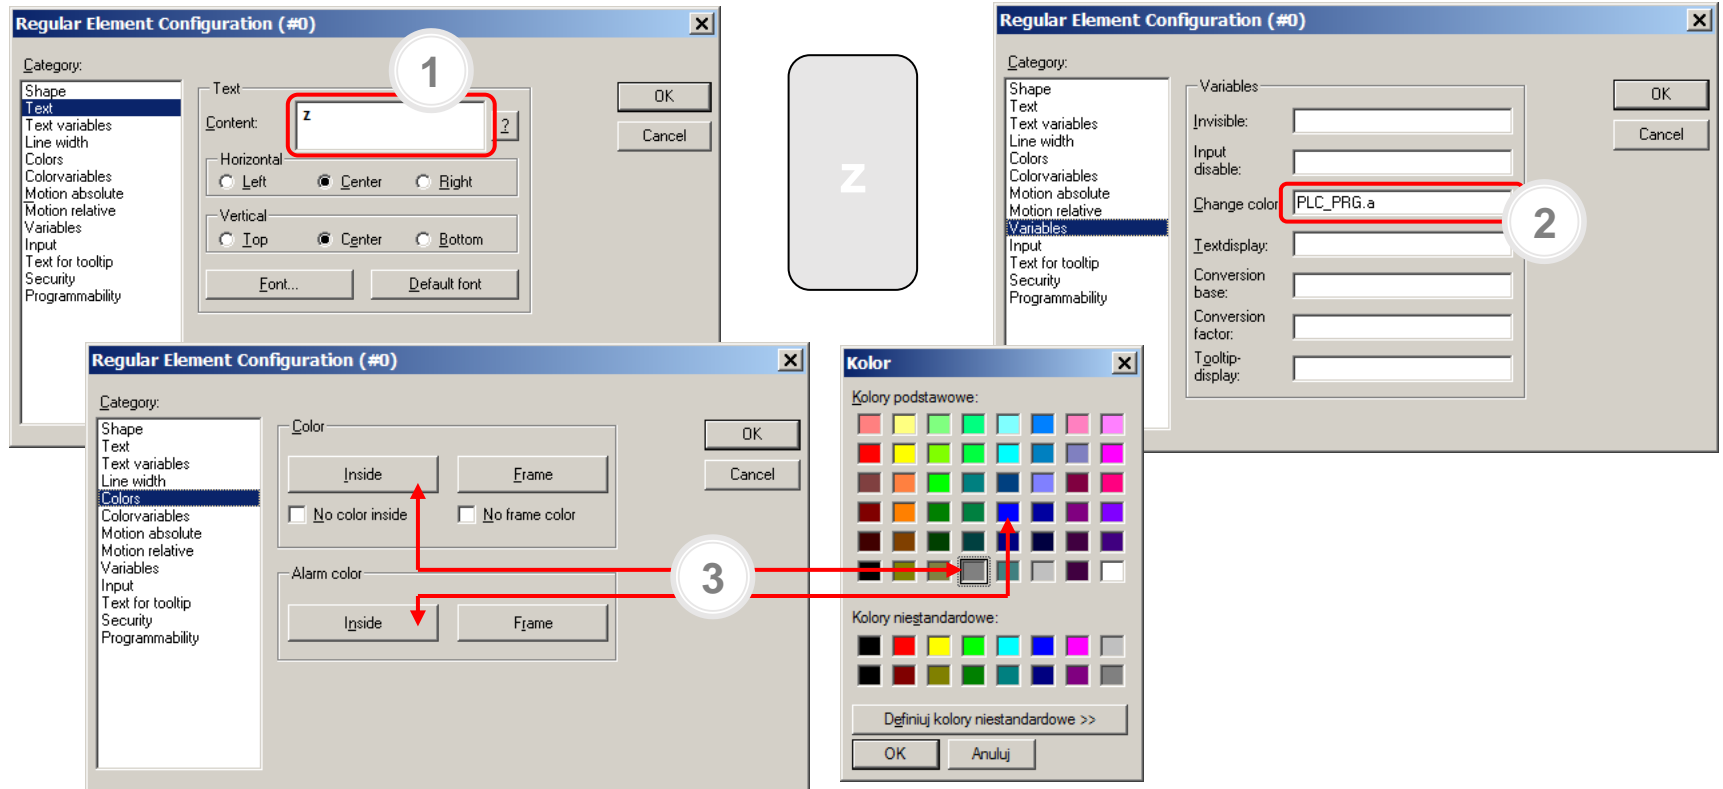 Regular Element Configuration (#0)
Category:
Shape
Text
Text variables
Line width
Colors
Colorvariables
Motion absolute
Motion relative
Variables
Input
Text for tooltip
Security
Programmability
Text
Content:
z
?
Horizontal
Left
Center
Right
Vertical
Top
Center
Bottom
Font...
Default font
OK
Cancel
1
z
Regular Element Configuration (#0)
Category:
Shape
Text
Text variables
Line width
Colors
Colorvariables
Motion absolute
Motion relative
Variables
Input
Text for tooltip
Security
Programmability
Variables
Invisible:
Input
disable:
Change color
PLC_PRG.a
Textdisplay:
Conversion
base:
Conversion
factor:
Tooltip-
display:
OK
Cancel
2
Regular Element Configuration (#0)
Category:
Shape
Text
Text variables
Line width
Colors
Colorvariables
Motion absolute
Motion relative
Variables
Input
Text for tooltip
Security
Programmability
Color
Inside
Frame
No color inside
No frame color
Alarm color
Inside
Frame
OK
Cancel
3
Kolor
Kolory podstawowe:
Kolory niestandardowe:
Definiuj kolory niestandardowe >>
OK
Anuluj